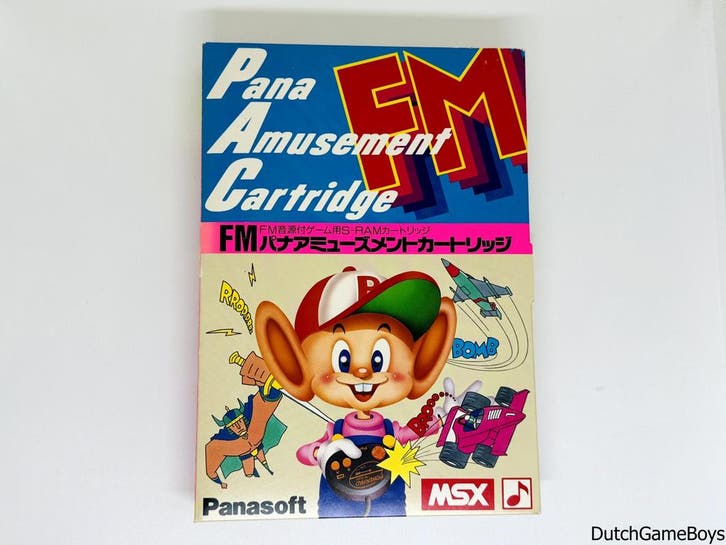 Pana
Amusement
Cartridge
FM
FM音源付ゲーム用S-RAMカートリッジ
FMパナアミューズメントカートリッジ
BOMB
Panasoft
MSX
DutchGameBoys